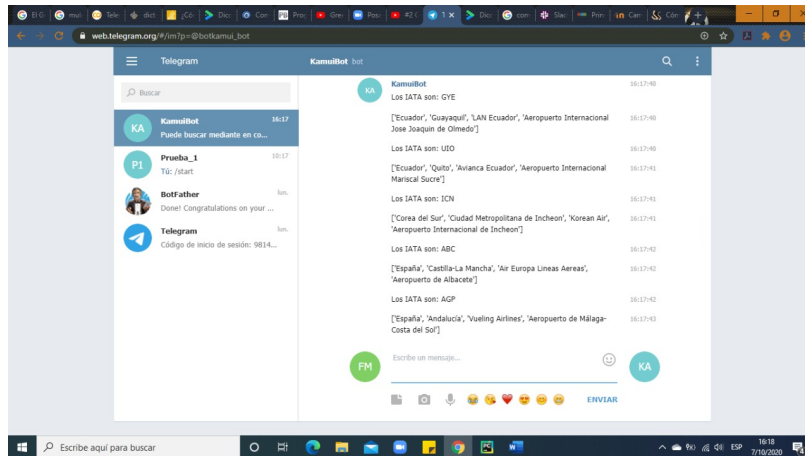 web.telegram.org/#/im?p=@botkamui_bot
Telegram
KamuiBot bot
Buscar
KA
KamuiBot
16:17
Puede buscar mediante en co...
P1
Prueba_1
16:17
Tú: /start
BotFather
lun.
Done! Congratulations on your ...
Telegram
lun.
Código de inicio de sesión: 9814...
KA
KamuiBot
16:17:40
Los IATA son: GYE
['Ecuador', 'Guayaquil', 'LAN Ecuador', 'Aeropuerto Internacional
16:17:40
Jose Joaquin de Olmedo']
Los IATA son: UIO
16:17:40
['Ecuador', 'Quito', 'Avianca Ecuador', 'Aeropuerto Internacional
16:17:41
Mariscal Sucre']
Los IATA son: ICN
16:17:41
['Corea del Sur', 'Ciudad Metropolitana de Incheon', 'Korean Air',
16:17:41
'Aeropuerto Internacional de Incheon']
Los IATA son: ABC
16:17:42
['España', 'Castilla-La Mancha', 'Air Europa Lineas Aereas',
16:17:42
'Aeropuerto de Albacete']
Los IATA son: AGP
16:17:42
['España', 'Andalucía', 'Vueling Airlines', 'Aeropuerto de Málaga-
16:17:43
Costa del Sol']
FM
Escribe un mensaje...
KA
ENVIAR
Escribe aquí para buscar
ESP
16:18
7/10/2020